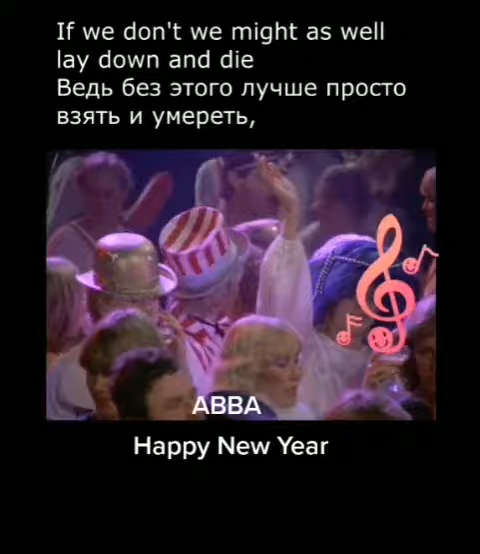 If we don't we might as well
lay down and die
Ведь без этого лучше просто
взять и умереть,
ABBA
Happy New Year